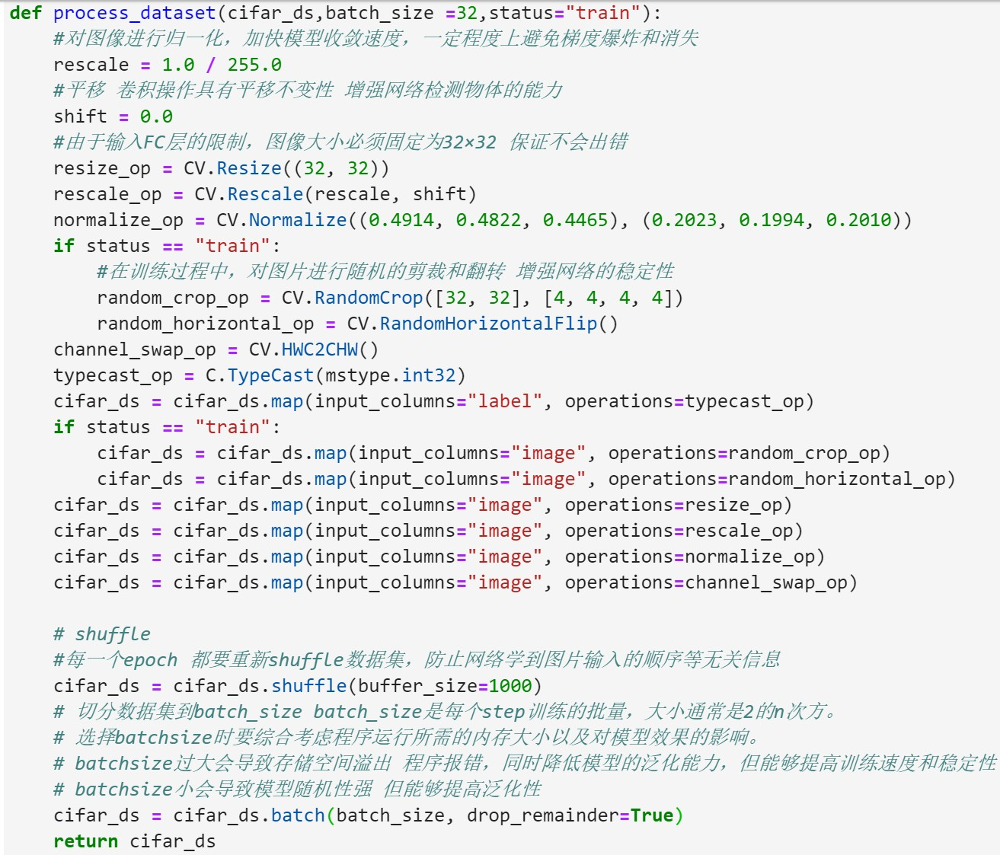 def process_dataset(cifar_ds,batch_size =32,status="train"):
    #对图像进行归一化，加快模型收敛速度，一定程度上避免梯度爆炸和消失
    rescale = 1.0 / 255.0
    #平移 卷积操作具有平移不变性 增强网络检测物体的能力
    shift = 0.0
    #由于输入FC层的限制，图像大小必须固定为32×32 保证不会出错
    resize_op = CV.Resize((32, 32))
    rescale_op = CV.Rescale(rescale, shift)
    normalize_op = CV.Normalize((0.4914, 0.4822, 0.4465), (0.2023, 0.1994, 0.2010))
    if status == "train":
        #在训练过程中，对图片进行随机的剪裁和翻转 增强网络的稳定性
        random_crop_op = CV.RandomCrop([32, 32], [4, 4, 4, 4])
        random_horizontal_op = CV.RandomHorizontalFlip()
    channel_swap_op = CV.HWC2CHW()
    typecast_op = C.TypeCast(mstype.int32)
    cifar_ds = cifar_ds.map(input_columns="label", operations=typecast_op)
    if status == "train":
        cifar_ds = cifar_ds.map(input_columns="image", operations=random_crop_op)
        cifar_ds = cifar_ds.map(input_columns="image", operations=random_horizontal_op)
    cifar_ds = cifar_ds.map(input_columns="image", operations=resize_op)
    cifar_ds = cifar_ds.map(input_columns="image", operations=rescale_op)
    cifar_ds = cifar_ds.map(input_columns="image", operations=normalize_op)
    cifar_ds = cifar_ds.map(input_columns="image", operations=channel_swap_op)

    # shuffle
    #每一个epoch 都要重新shuffle数据集，防止网络学到图片输入的顺序等无关信息
    cifar_ds = cifar_ds.shuffle(buffer_size=1000)
    # 切分数据集到batch_size batch_size是每个step训练的批量，大小通常是2的n次方。
    # 选择batchsize时要综合考虑程序运行所需的内存大小以及对模型效果的影响。
    # batchsize过大会导致存储空间溢出 程序报错，同时降低模型的泛化能力，但能够提高训练速度和稳定性
    # batchsize小会导致模型随机性强 但能够提高泛化性
    cifar_ds = cifar_ds.batch(batch_size, drop_remainder=True)
    return cifar_ds